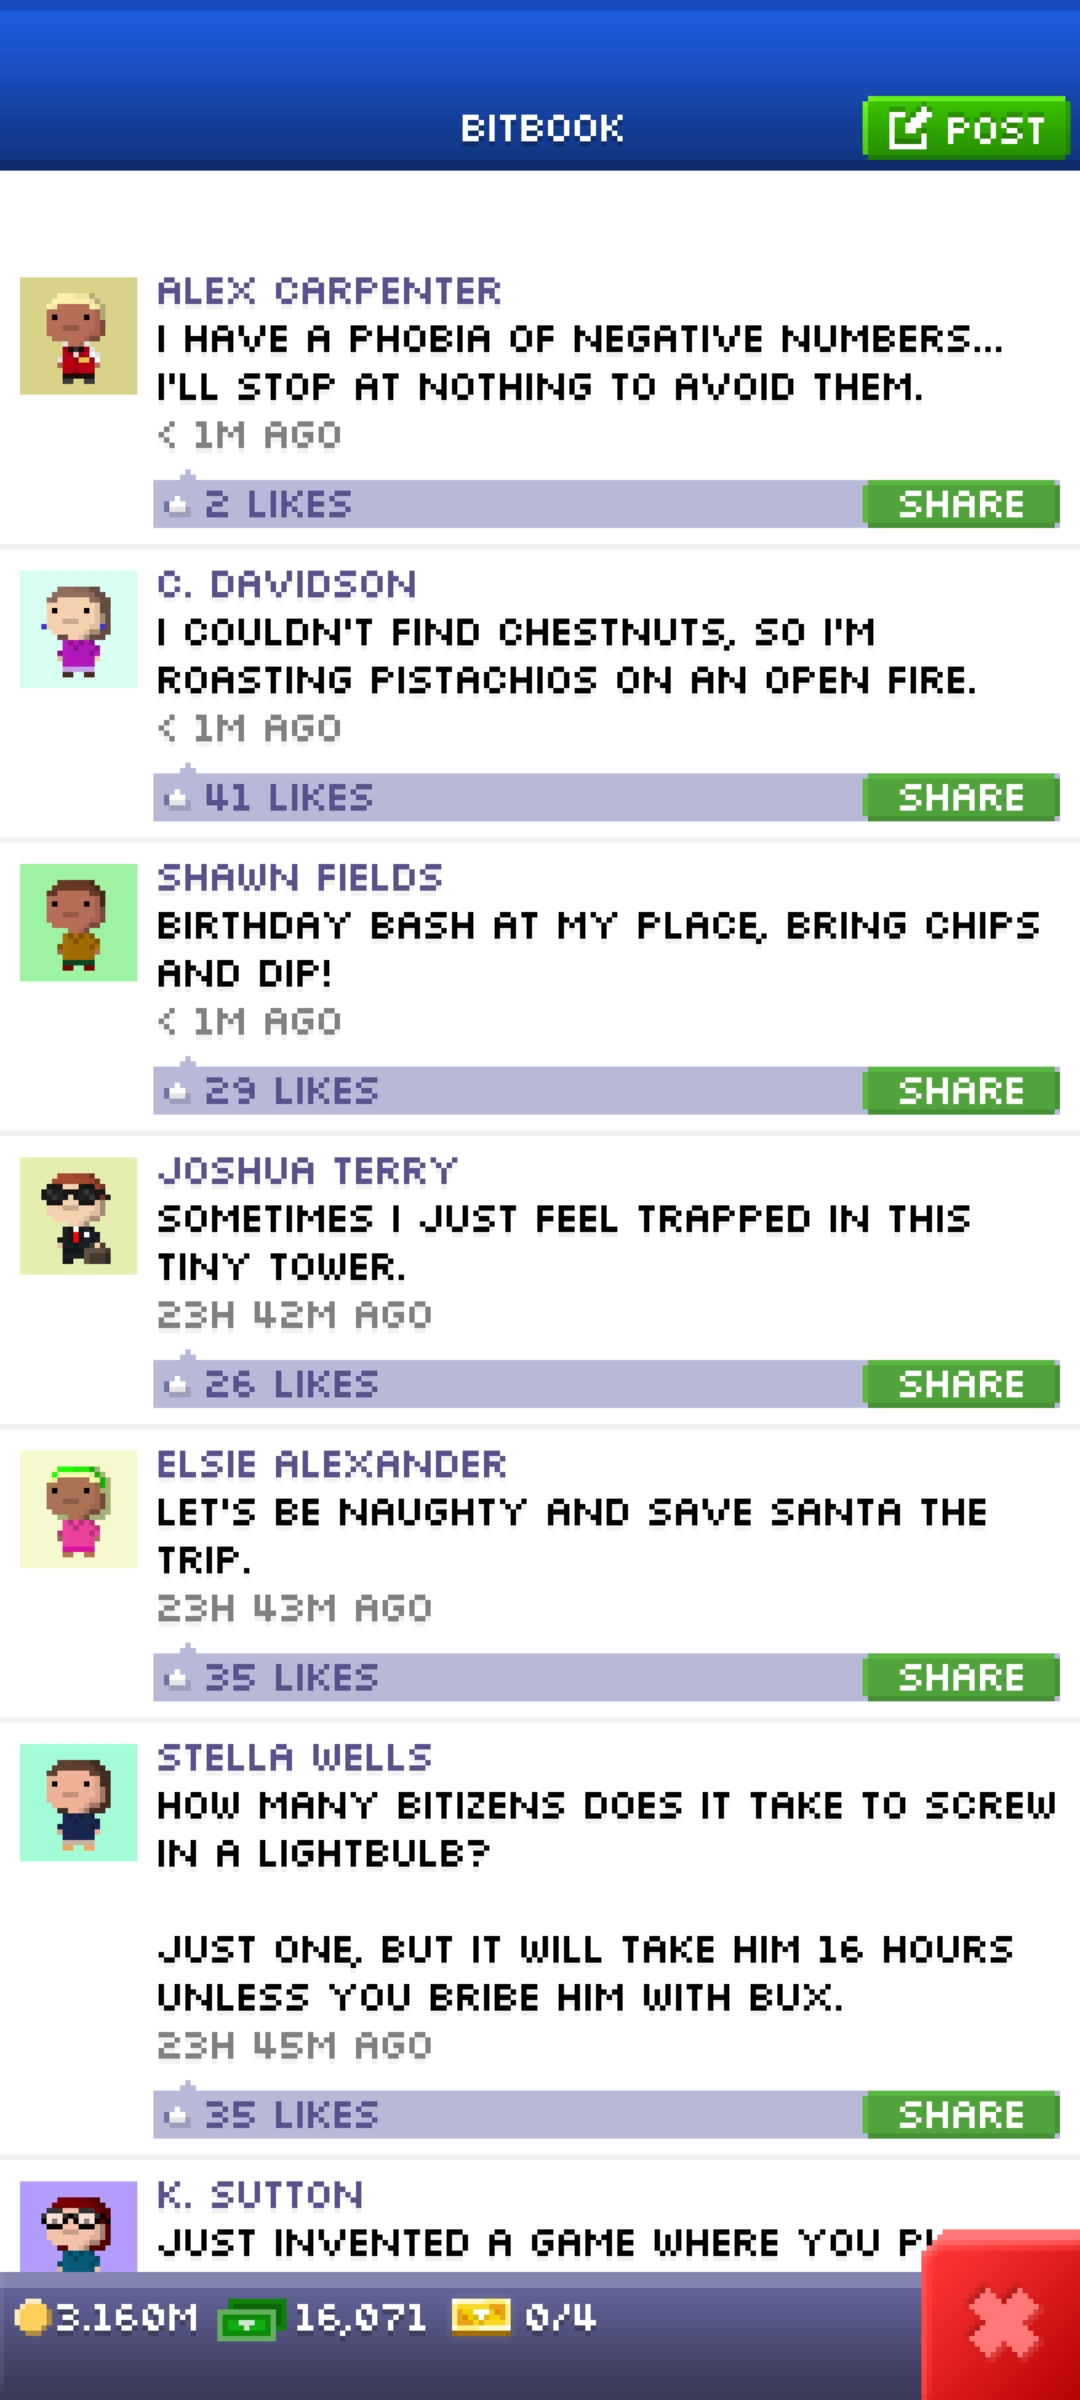 BITBOOK
POST
ALEX CARPENTER
I HAVE A PHOBIA OF NEGATIVE NUMBERS...
I'LL STOP AT NOTHING TO AVOID THEM.
< 1M AGO
2 LIKES
SHARE
C. DAVIDSON
I COULDN'T FIND CHESTNUTS, SO I'M
ROASTING PISTACHIOS ON AN OPEN FIRE.
< 1M AGO
41 LIKES
SHARE
SHAWN FIELDS
BIRTHDAY BASH AT MY PLACE, BRING CHIPS
AND DIP!
< 1M AGO
29 LIKES
SHARE
JOSHUA TERRY
SOMETIMES I JUST FEEL TRAPPED IN THIS
TINY TOWER.
23H 42M AGO
26 LIKES
SHARE
ELSIE ALEXANDER
LET'S BE NAUGHTY AND SAVE SANTA THE
TRIP.
23H 43M AGO
35 LIKES
SHARE
STELLA WELLS
HOW MANY BITIZENS DOES IT TAKE TO SCREW
IN A LIGHTBULB?
JUST ONE, BUT IT WILL TAKE HIM 16 HOURS
UNLESS YOU BRIBE HIM WITH BUX.
23H 45M AGO
35 LIKES
SHARE
K. SUTTON
JUST INVENTED A GAME WHERE YOU
3.160M
16,071
0/4